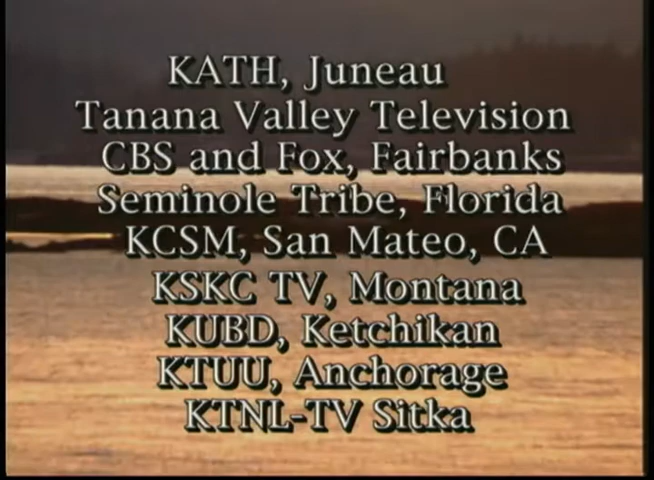 KATH, Juneau
Tanana Valley Television
CBS and Fox, Fairbanks
Seminole Tribe, Florida
KCSM, San Mateo, CA
KSKC TV, Montana
KUBD, Ketchikan
KTUU, Anchorage
KTNL-TV Sitka